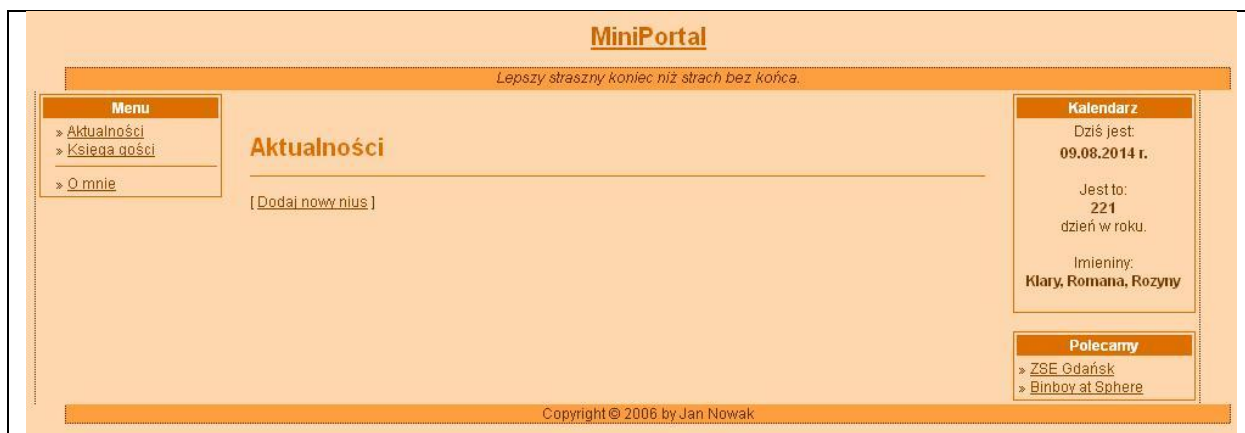 MiniPortal
Lepszy straszny koniec niż strach bez końca.
Menu
» Aktualności
» Księga gości
» O mnie
Aktualności
[ Dodaj nowy nius ]
Kalendarz
Dziś jest:
09.08.2014 r.
Jest to:
221
dzień w roku.
Imieniny:
Klary, Romana, Rozyny
Polecamy
» ZSE Gdańsk
» Binboy at Sphere
Copyright © 2006 by Jan Nowak